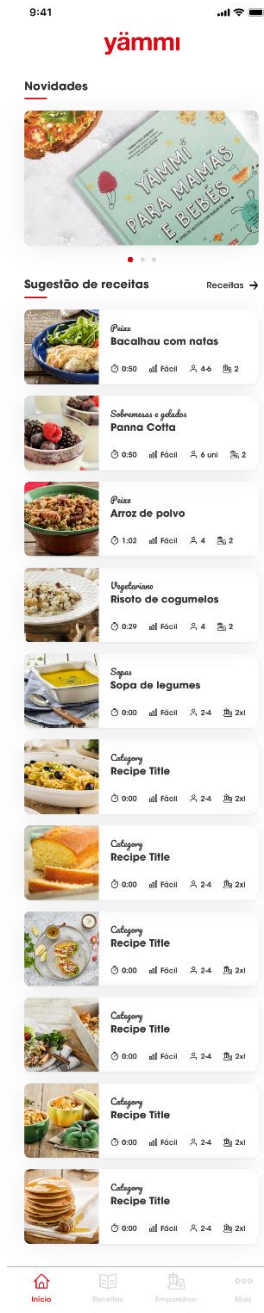 9:41
yämmı
Novidades
YÄMMI
PARA MAMÃS
E BEBÉS
Sugestão de receitas
Receitas →
Peixe
Bacalhau com natas
0:50 Fácil 4-6 2
Sobremesas e gelados
Panna Cotta
0:50 Fácil 6 uni 2
Peixe
Arroz de polvo
1:02 Fácil 4 2
Vegetariano
Risoto de cogumelos
0:29 Fácil 4 2
Sopas
Sopa de legumes
0:00 Fácil 2-4 2xl
Category
Recipe Title
0:00 Fácil 2-4 2xl
Category
Recipe Title
0:00 Fácil 2-4 2xl
Category
Recipe Title
0:00 Fácil 2-4 2xl
Category
Recipe Title
0:00 Fácil 2-4 2xl
Category
Recipe Title
0:00 Fácil 2-4 2xl
Category
Recipe Title
0:00 Fácil 2-4 2xl
Início Receitas Emparelhar Mais